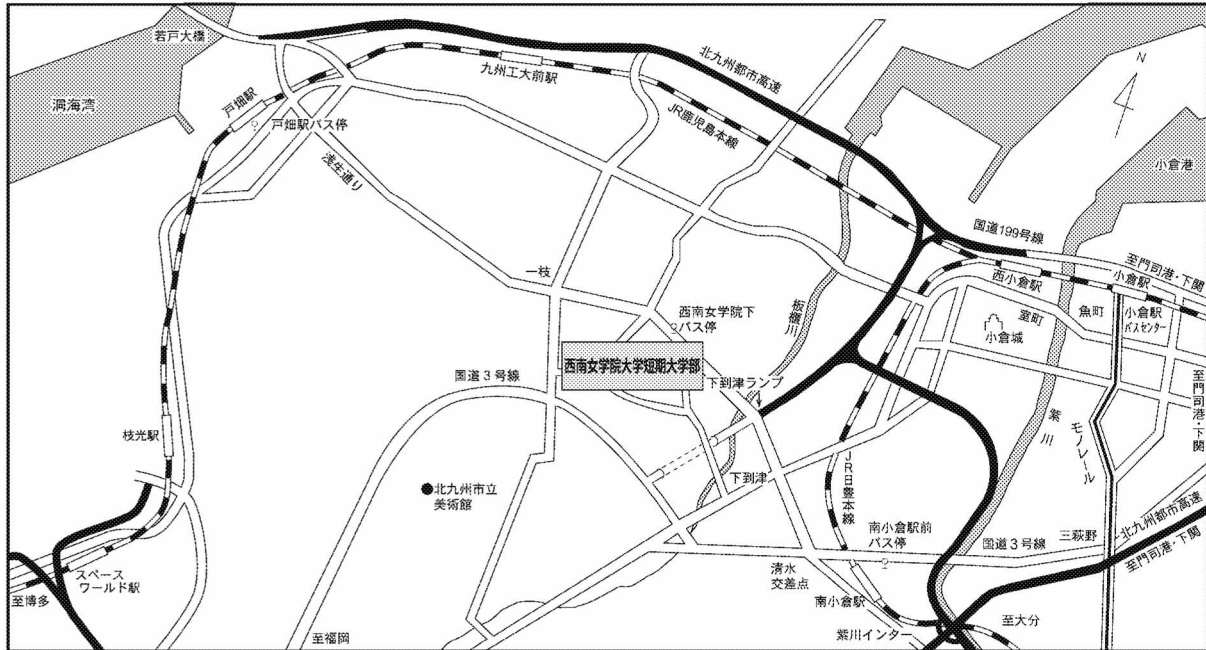 若戸大橋
洞海湾
戸畑駅
戸畑駅バス停
九州工大前駅
北九州都市高速
JR鹿児島本線
N
小倉港
浅生通り
国道199号線
至門司港・下関
西小倉駅
小倉駅
一枝
板櫃川
西南女学院下
バス停
室町
魚町
小倉駅
バスセンター
小倉城
西南女学院大学短期大学部
国道3号線
下到津ランプ
至門司港・下関
紫川
モノレール
枝光駅
北九州市立
美術館
下到津
JR日豊本線
南小倉駅前
バス停
国道3号線
三萩野
北九州都市高速
至門司港・下関
スペース
ワールド駅
至博多
清水
交差点
南小倉駅
至大分
至福岡
紫川インター